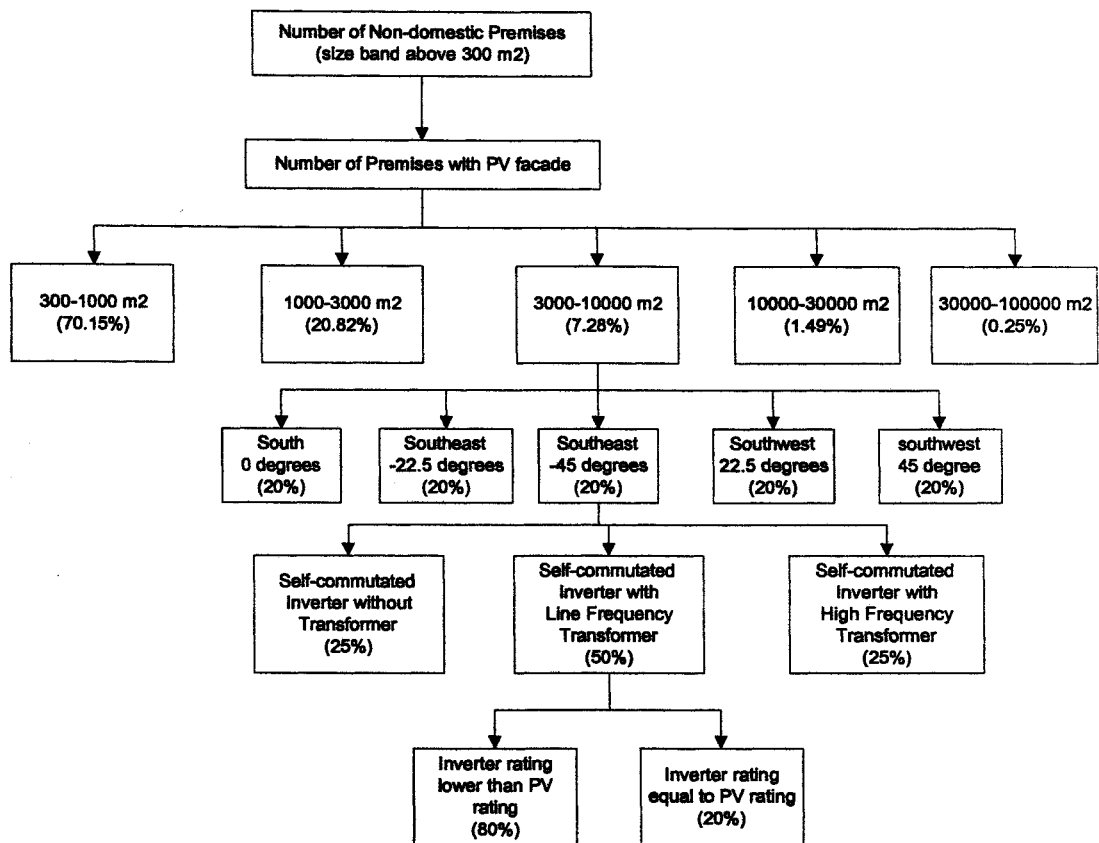 Number of Non-domestic Premises
(size band above 300 m2)
Number of Premises with PV facade
300-1000 m2
(70.15%)
1000-3000 m2
(20.82%)
3000-10000 m2
(7.28%)
10000-30000 m2
(1.49%)
30000-100000 m2
(0.25%)
South
0 degrees
(20%)
Southeast
-22.5 degrees
(20%)
Southeast
-45 degrees
(20%)
Southwest
22.5 degrees
(20%)
southwest
45 degree
(20%)
Self-commutated
Inverter without
Transformer
(25%)
Self-commutated
Inverter with
Line Frequency
Transformer
(50%)
Self-commutated
Inverter with
High Frequency
Transformer
(25%)
Inverter rating
lower than PV
rating
(80%)
Inverter rating
equal to PV rating
(20%)